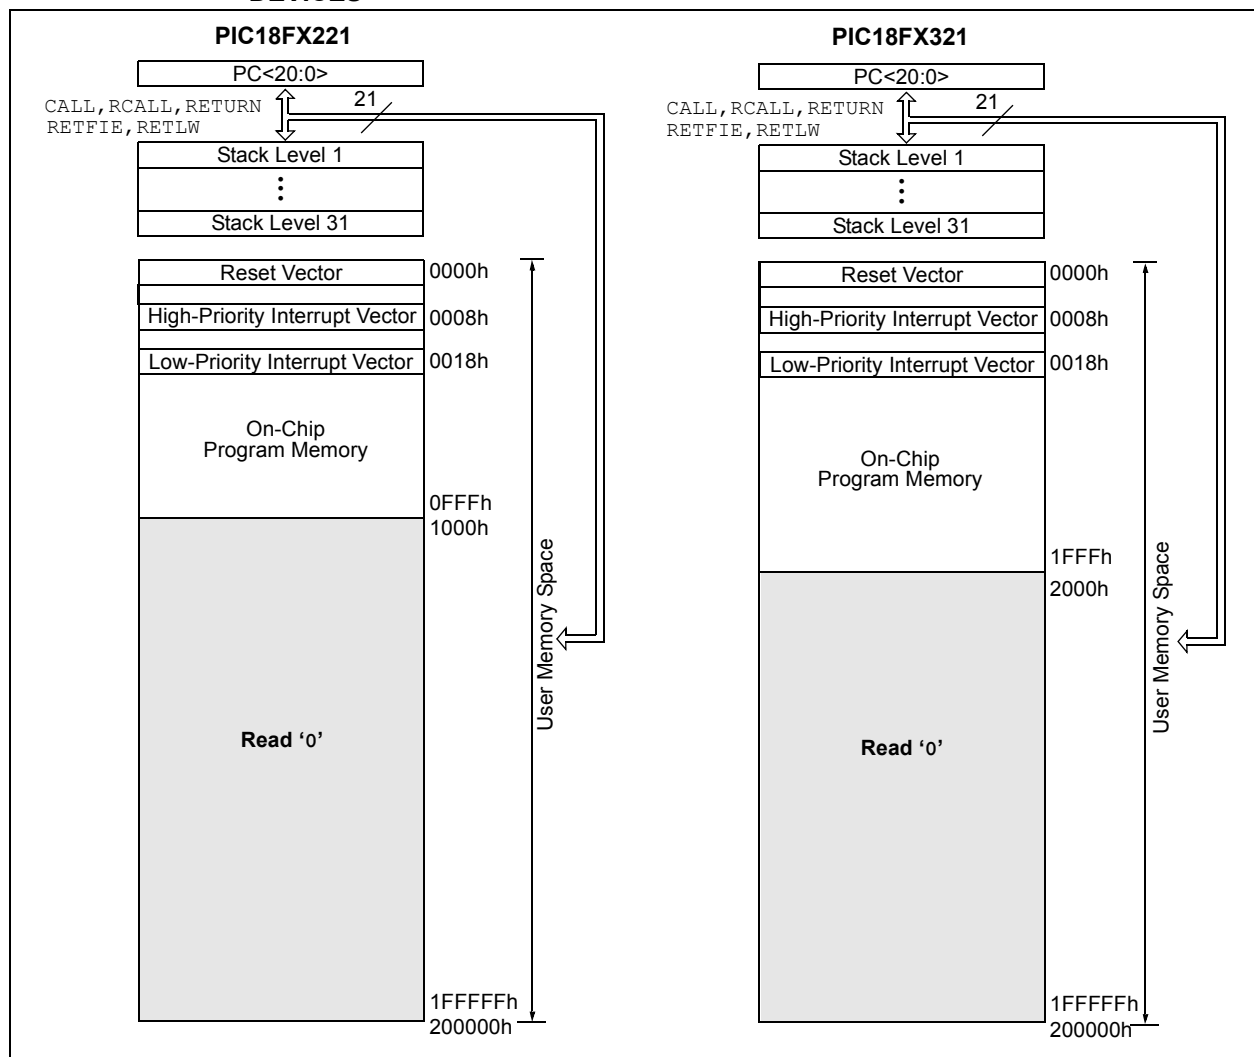 PIC18FX221
PC<20:0>
CALL,RCALL,RETURN
RETFIE,RETLW
21
Stack Level 1
Stack Level 31
Reset Vector
0000h
High-Priority Interrupt Vector
0008h
Low-Priority Interrupt Vector
0018h
On-Chip
Program Memory
0FFFh
1000h
Read ‘0’
1FFFFFh
200000h
User Memory Space
PIC18FX321
PC<20:0>
CALL,RCALL,RETURN
RETFIE,RETLW
21
Stack Level 1
Stack Level 31
Reset Vector
0000h
High-Priority Interrupt Vector
0008h
Low-Priority Interrupt Vector
0018h
On-Chip
Program Memory
1FFFh
2000h
Read ‘0’
1FFFFFh
200000h
User Memory Space